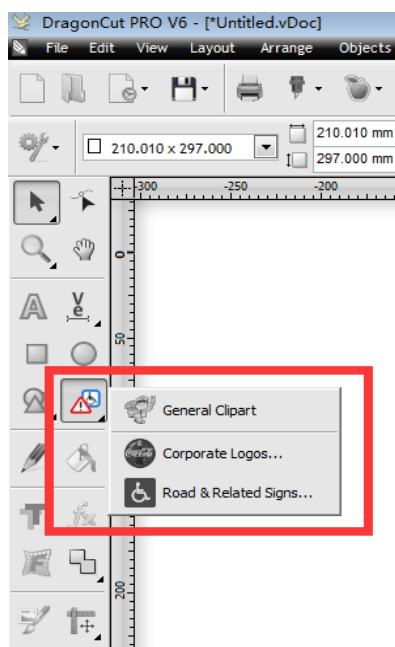 DragonCut PRO V6 - [*Untitled.vDoc]
File Edit View Layout Arrange Objects
210.010 x 297.000
210.010 mm
297.000 mm
-300 -250 -200
0
50
General Clipart
Corporate Logos...
Road & Related Signs...
200